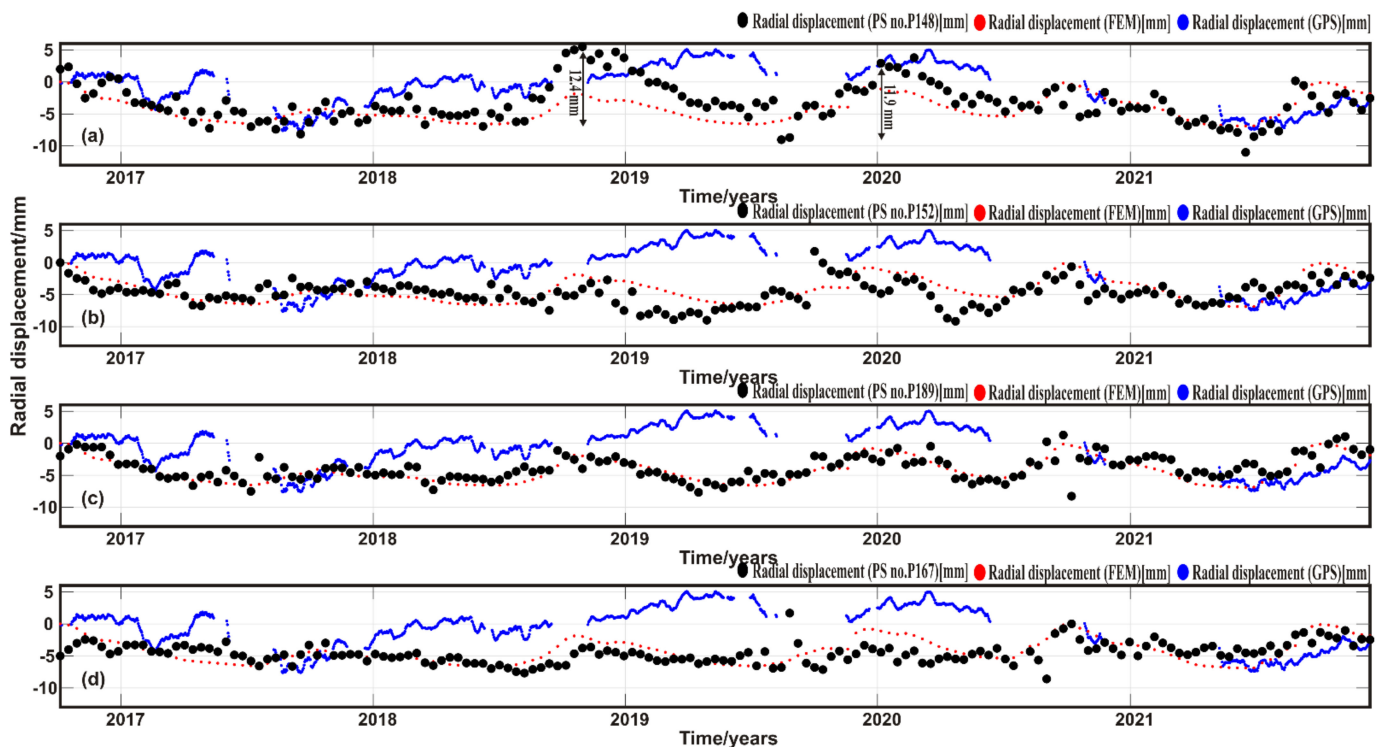 Radial displacement (PS no.P148)[mm] Radial displacement (FEM)[mm] Radial displacement (GPS)[mm]
5
0
-5
-10
12.4 mm
11.9 mm
(a)
2017 2018 2019 2020 2021
Time/years
Radial displacement (PS no.P152)[mm] Radial displacement (FEM)[mm] Radial displacement (GPS)[mm]
5
0
-5
-10
(b)
2017 2018 2019 2020 2021
Time/years
Radial displacement/mm
Radial displacement (PS no.P189)[mm] Radial displacement (FEM)[mm] Radial displacement (GPS)[mm]
5
0
-5
-10
(c)
2017 2018 2019 2020 2021
Time/years
Radial displacement (PS no.P167)[mm] Radial displacement (FEM)[mm] Radial displacement (GPS)[mm]
5
0
-5
-10
(d)
2017 2018 2019 2020 2021
Time/years